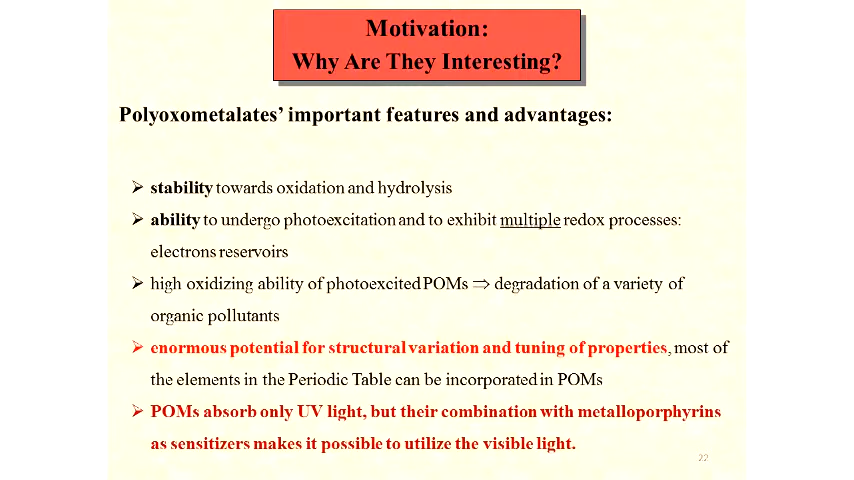 Motivation:
Why Are They Interesting?
Polyoxometalates’ important features and advantages:
➢ stability towards oxidation and hydrolysis
➢ ability to undergo photoexcitation and to exhibit multiple redox processes:
electrons reservoirs
➢ high oxidizing ability of photoexcited POMs ⇒ degradation of a variety of
organic pollutants
➢ enormous potential for structural variation and tuning of properties, most of
the elements in the Periodic Table can be incorporated in POMs
➢ POMs absorb only UV light, but their combination with metalloporphyrins
as sensitizers makes it possible to utilize the visible light.
22